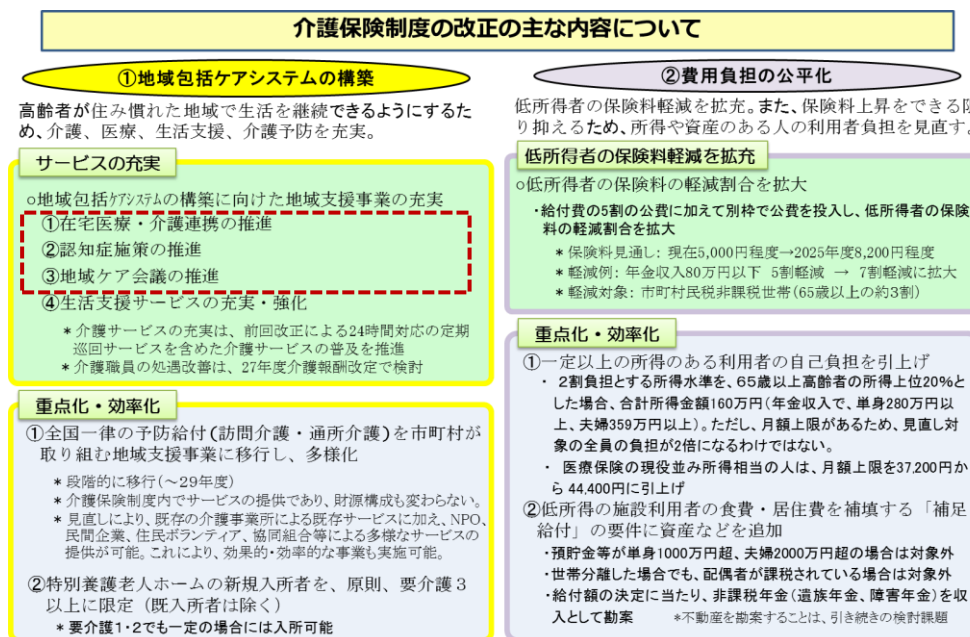 介護保険制度の改正の主な内容について
①地域包括ケアシステムの構築
高齢者が住み慣れた地域で生活を継続できるようにするた
め、介護、医療、生活支援、介護予防を充実。
サービスの充実
○地域包括ケアシステムの構築に向けた地域支援事業の充実
①在宅医療・介護連携の推進
②認知症施策の推進
③地域ケア会議の推進
④生活支援サービスの充実・強化
＊介護サービスの充実は、前回改正による24時間対応の定期
巡回サービスを含めた介護サービスの普及を推進
＊介護職員の処遇改善は、27年度介護報酬改定で検討
重点化・効率化
①全国一律の予防給付(訪問介護・通所介護)を市町村が
取り組む地域支援事業に移行し、多様化
＊段階的に移行(～29年度)
＊介護保険制度内でサービスの提供であり、財源構成も変わらない。
＊見直しにより、既存の介護事業所による既存サービスに加え、NPO、
民間企業、住民ボランティア、協同組合等による多様なサービスの
提供が可能。これにより、効果的・効率的な事業も実施可能。
②特別養護老人ホームの新規入所者を、原則、要介護３
以上に限定（既入所者は除く）
＊要介護1・2でも一定の場合には入所可能
②費用負担の公平化
低所得者の保険料軽減を拡充。また、保険料上昇をできる限
り抑えるため、所得や資産のある人の利用者負担を見直す。
低所得者の保険料軽減を拡充
○低所得者の保険料の軽減割合を拡大
・給付費の5割の公費に加えて別枠で公費を投入し、低所得者の保険
料の軽減割合を拡大
＊保険料見通し： 現在5,000円程度→2025年度8,200円程度
＊軽減例： 年金収入80万円以下 5割軽減 → 7割軽減に拡大
＊軽減対象： 市町村民税非課税世帯(65歳以上の約3割)
重点化・効率化
①一定以上の所得のある利用者の自己負担を引上げ
・ ２割負担とする所得水準を、６５歳以上高齢者の所得上位20％と
した場合、合計所得金額160万円(年金収入で、単身280万円以
上、夫婦359万円以上)。ただし、月額上限があるため、見直し対
象の全員の負担が2倍になるわけではない。
・ 医療保険の現役並み所得相当の人は、月額上限を37,200円か
ら 44,400円に引上げ
②低所得の施設利用者の食費・居住費を補填する「補足
給付」の要件に資産などを追加
・預貯金等が単身1000万円超、夫婦2000万円超の場合は対象外
・世帯分離した場合でも、配偶者が課税されている場合は対象外
・給付額の決定に当たり、非課税年金(遺族年金、障害年金)を収
入として勘案 ＊不動産を勘案することは、引き続きの検討課題